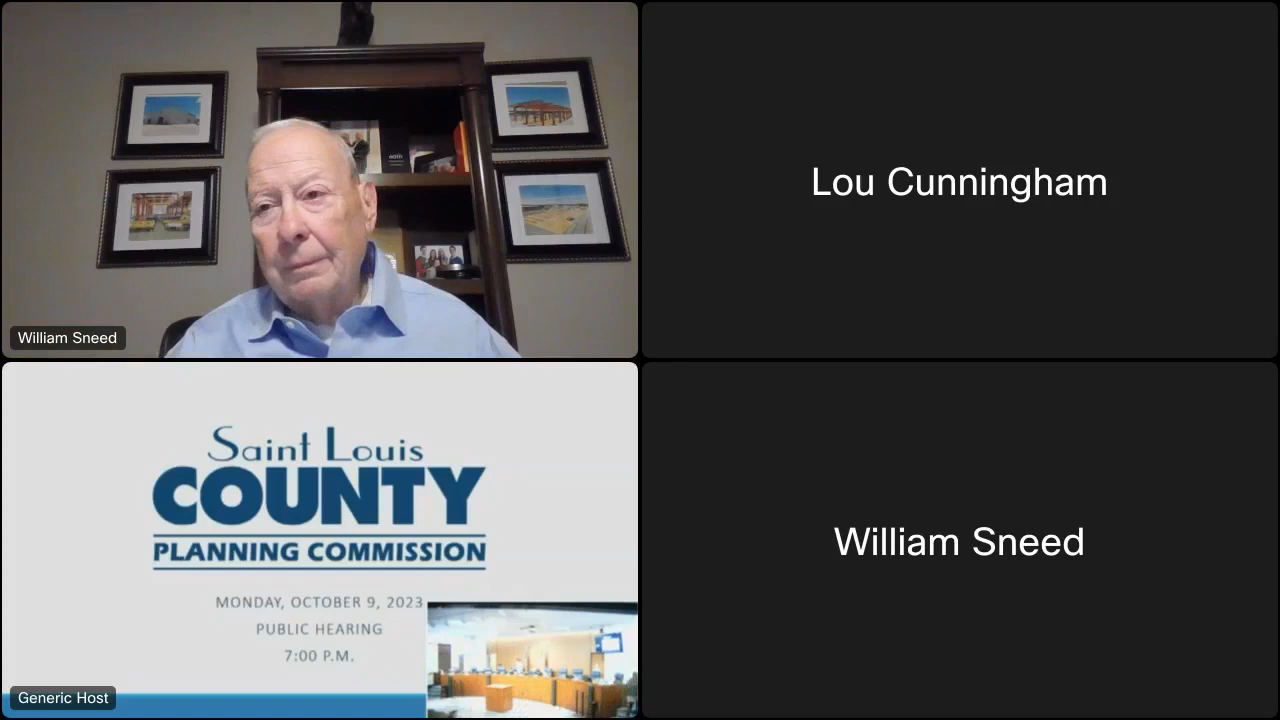 William Sneed
Lou Cunningham
Saint Louis
COUNTY
PLANNING COMMISSION
MONDAY, OCTOBER 9, 2023
PUBLIC HEARING
7:00 P.M.
Generic Host
William Sneed